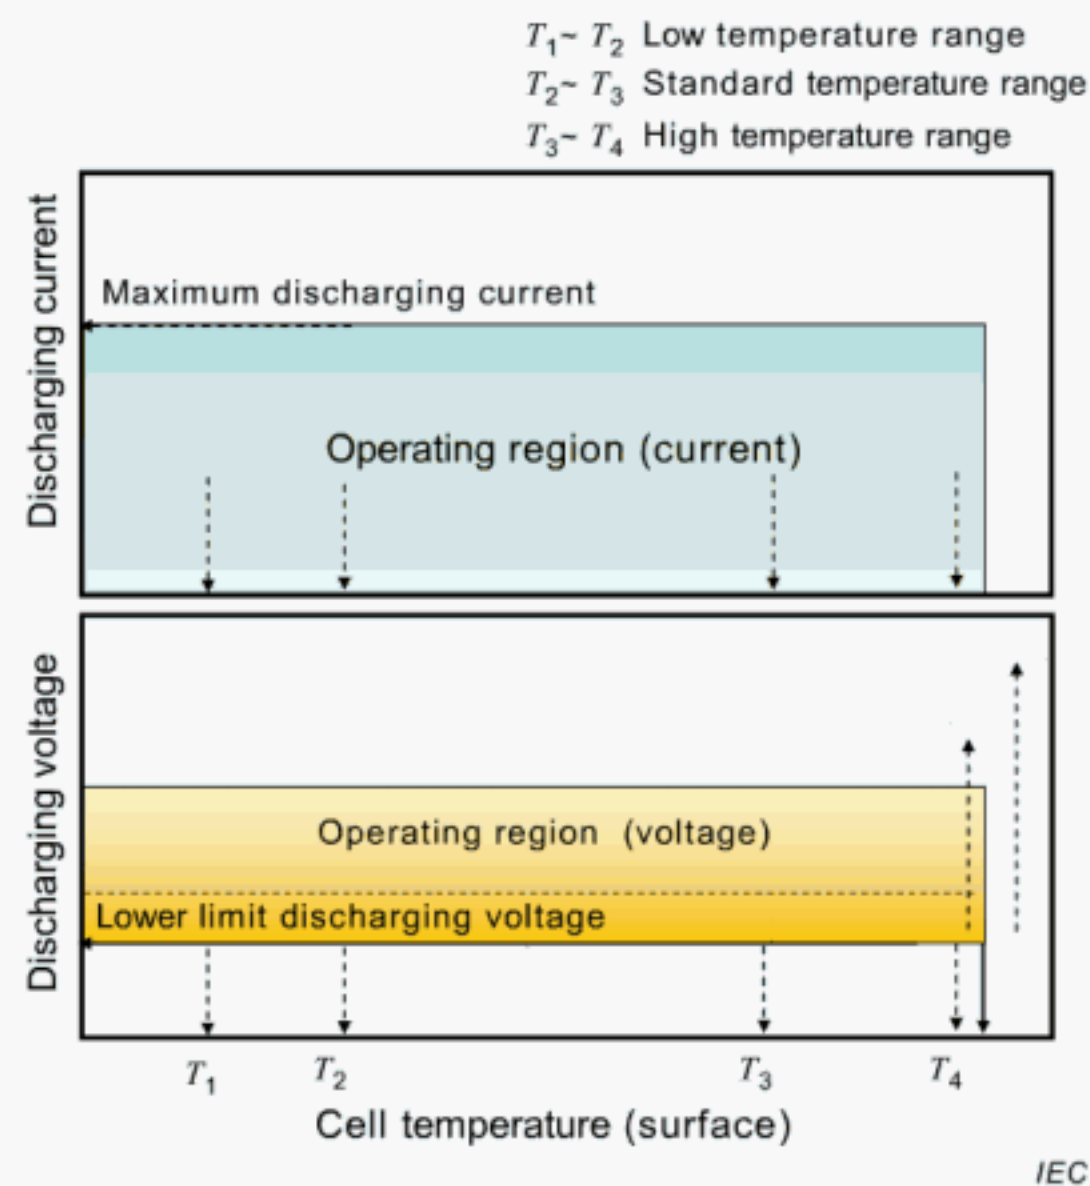 T1~ T2 Low temperature range
T2~ T3 Standard temperature range
T3~ T4 High temperature range
Discharging current
Maximum discharging current
Operating region (current)
Discharging voltage
Operating region (voltage)
Lower limit discharging voltage
T1 T2 T3 T4
Cell temperature (surface)
IEC